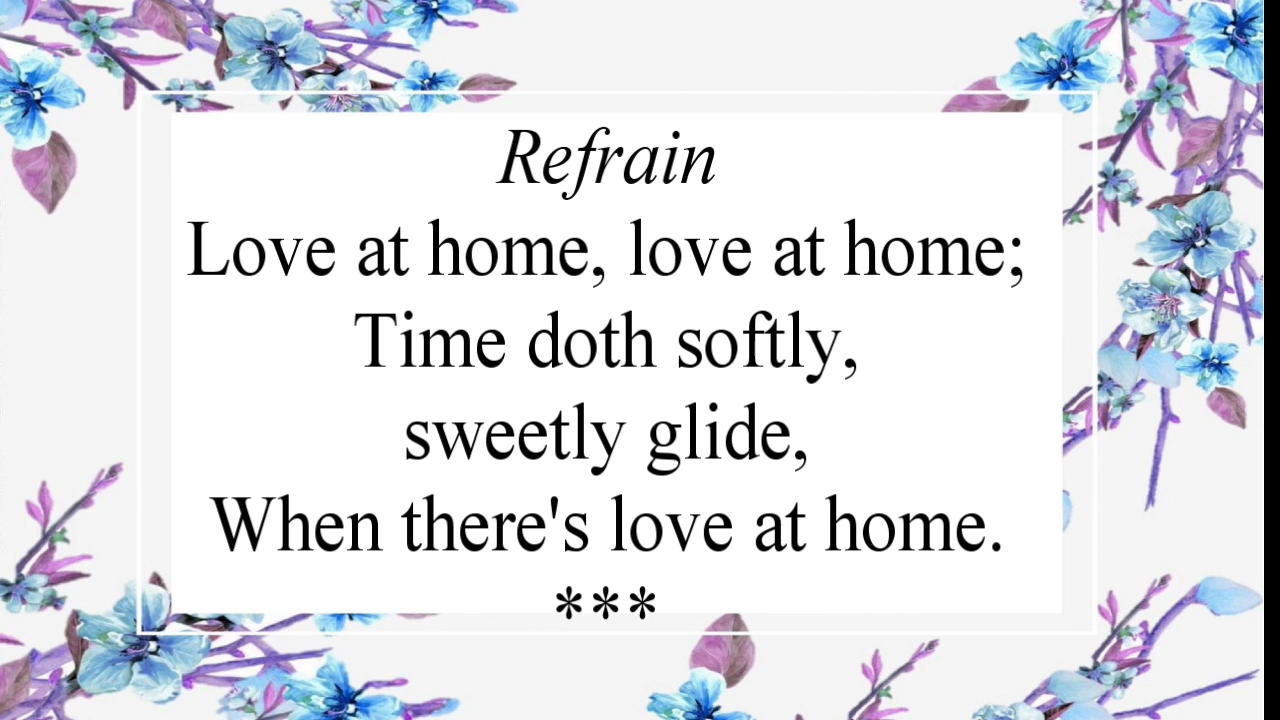 Refrain
Love at home, love at home;
Time doth softly,
sweetly glide,
When there's love at home.
***